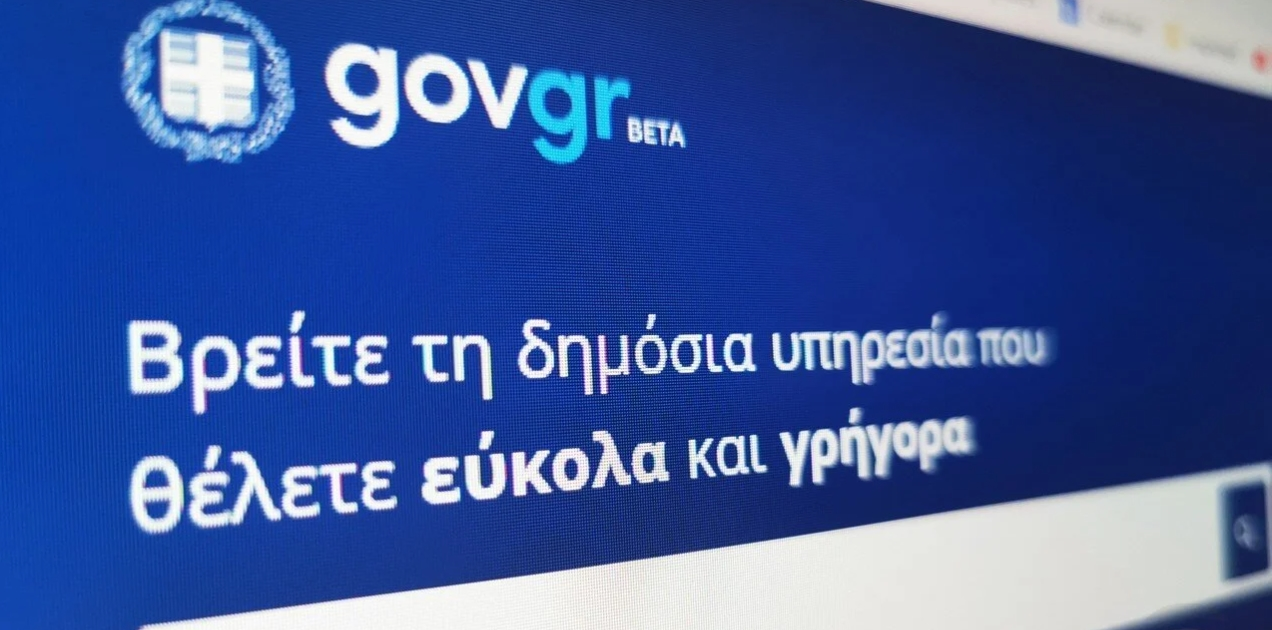 govgr BETA
Βρείτε τη δημόσια υπηρεσία που
θέλετε εύκολα και γρήγορα